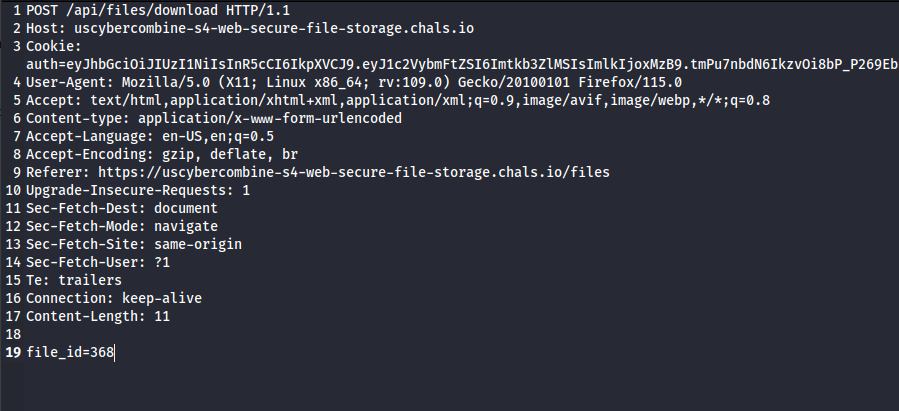 1 POST /api/files/download HTTP/1.1
2 Host: uscybercombine-s4-web-secure-file-storage.chals.io
3 Cookie:
auth=eyJhbGciOiJIUzI1NiIsInR5cCI6IkpXVCJ9.eyJ1c2VybmFtZSI6Imtkb3ZlMSIsImlkIjoxMzB9.tmPu7nbdN6IkzvOi8bP_P269Eb
4 User-Agent: Mozilla/5.0 (X11; Linux x86_64; rv:109.0) Gecko/20100101 Firefox/115.0
5 Accept: text/html,application/xhtml+xml,application/xml;q=0.9,image/avif,image/webp,*/*;q=0.8
6 Content-type: application/x-www-form-urlencoded
7 Accept-Language: en-US,en;q=0.5
8 Accept-Encoding: gzip, deflate, br
9 Referer: https://uscybercombine-s4-web-secure-file-storage.chals.io/files
10 Upgrade-Insecure-Requests: 1
11 Sec-Fetch-Dest: document
12 Sec-Fetch-Mode: navigate
13 Sec-Fetch-Site: same-origin
14 Sec-Fetch-User: ?1
15 Te: trailers
16 Connection: keep-alive
17 Content-Length: 11
18
19 file_id=368